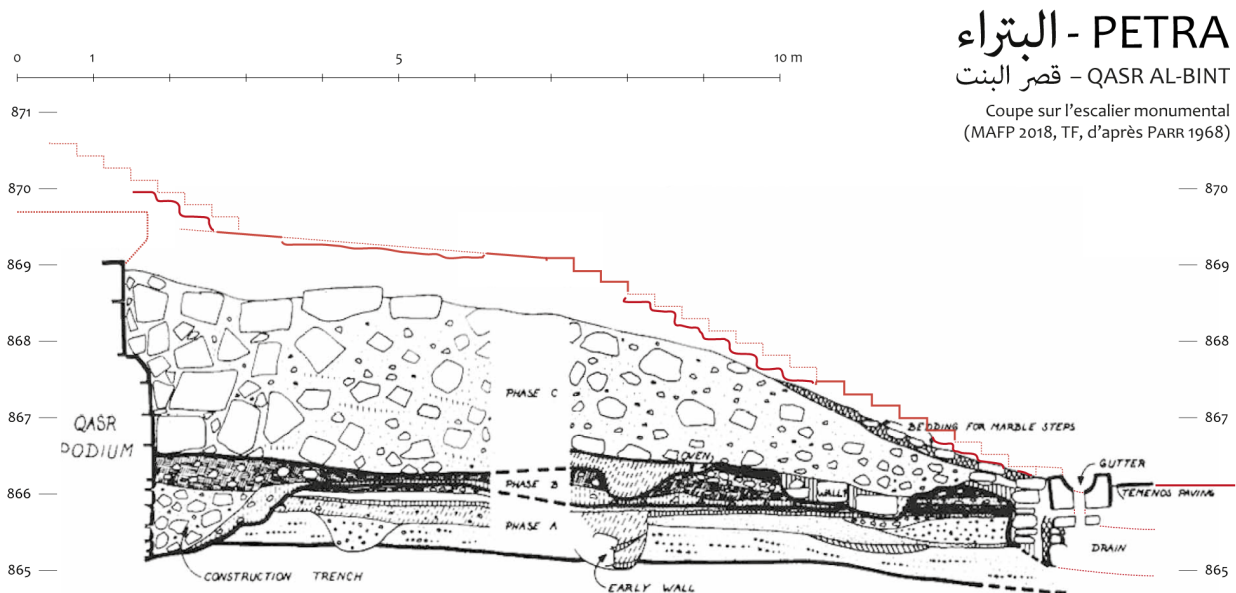 البتراء - PETRA
قصر البنت – QASR AL-BINT
Coupe sur l'escalier monumental
(MAFP 2018, TF, d'après PARR 1968)
0 1 5 10 m
871
870 870
869 869
868 868
867 867
866
865 865
PHASE C
BEDDING FOR MARBLE STEPS
QASR
PODIUM
OVEN
GUTTER
PHASE B
WALL
TEMENOS PAVING
PHASE A
DRAIN
CONSTRUCTION TRENCH
EARLY WALL